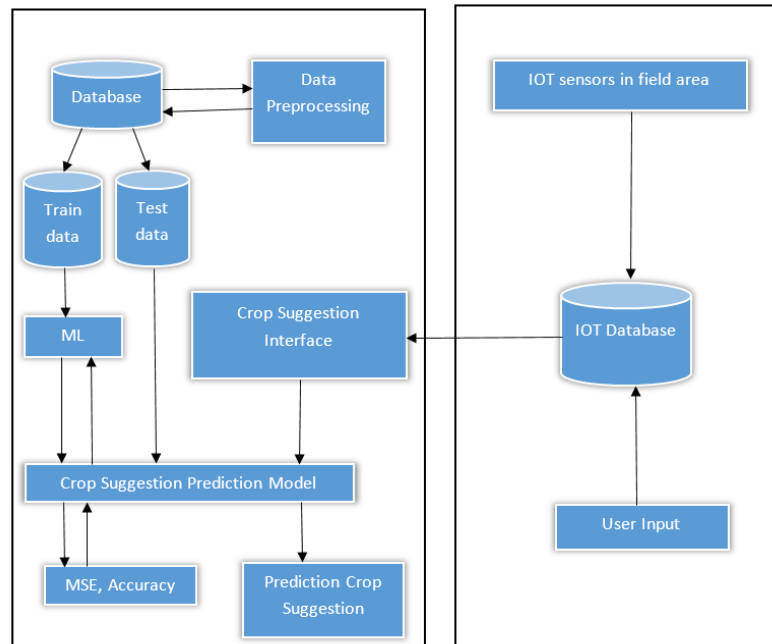 Database
Data
Preprocessing
Train
data
Test
data
ML
Crop Suggestion
Interface
Crop Suggestion Prediction Model
MSE, Accuracy
Prediction Crop
Suggestion
IOT sensors in field area
IOT Database
User Input